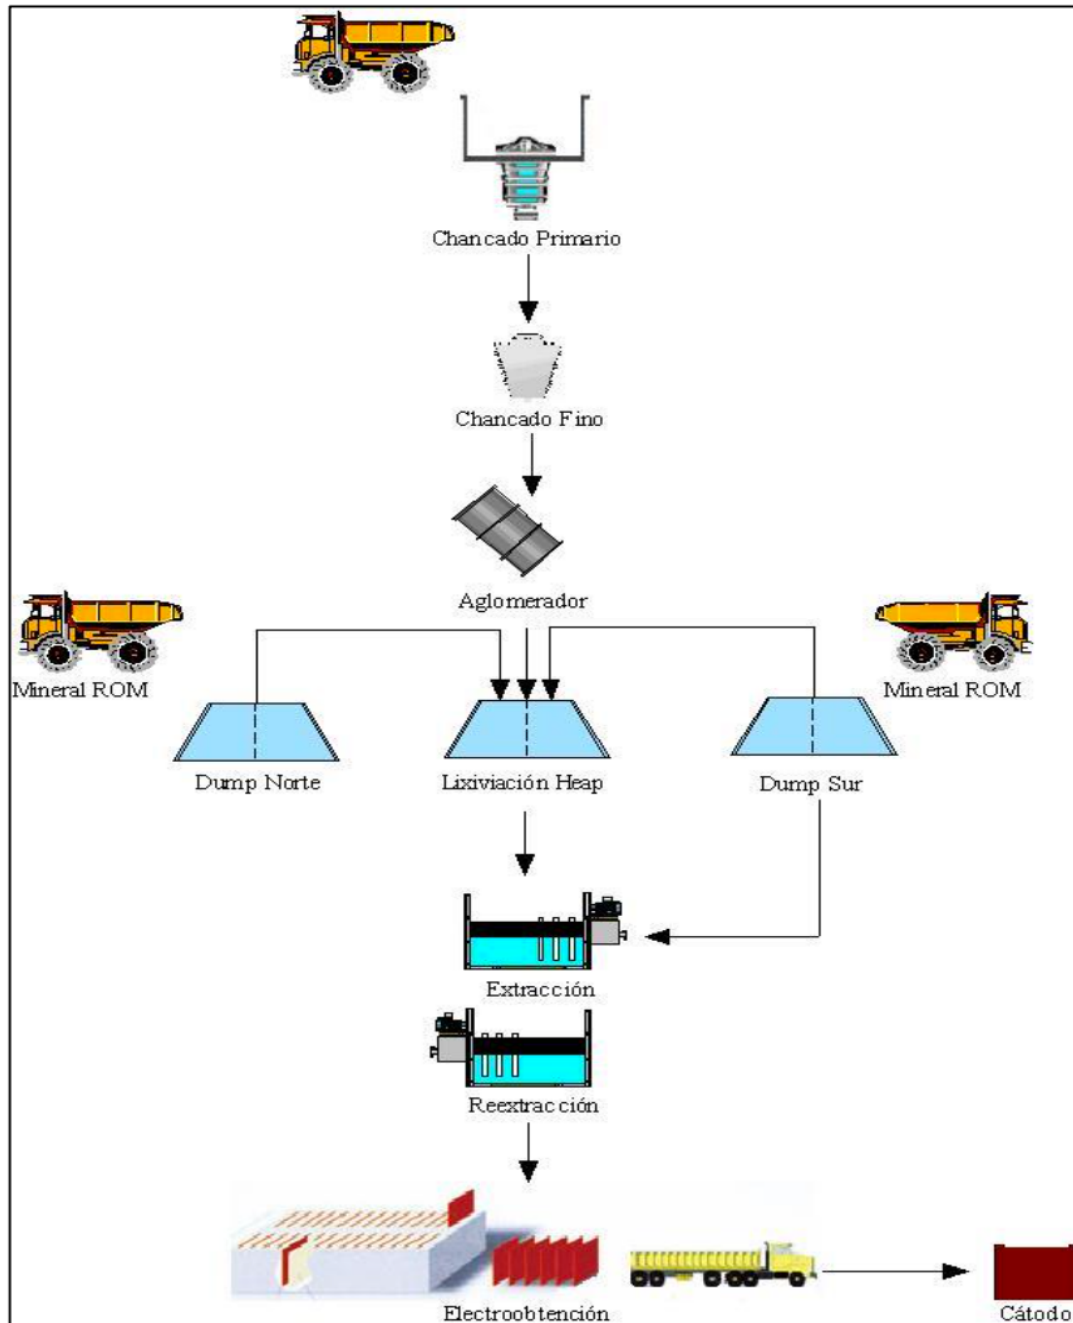 Chancado Primario
Chancado Fino
Aglomerador
Mineral ROM
Mineral ROM
Dump Norte
Lixiviación Heap
Dump Sur
Extracción
Reextracción
Electroobtención
Cátodo